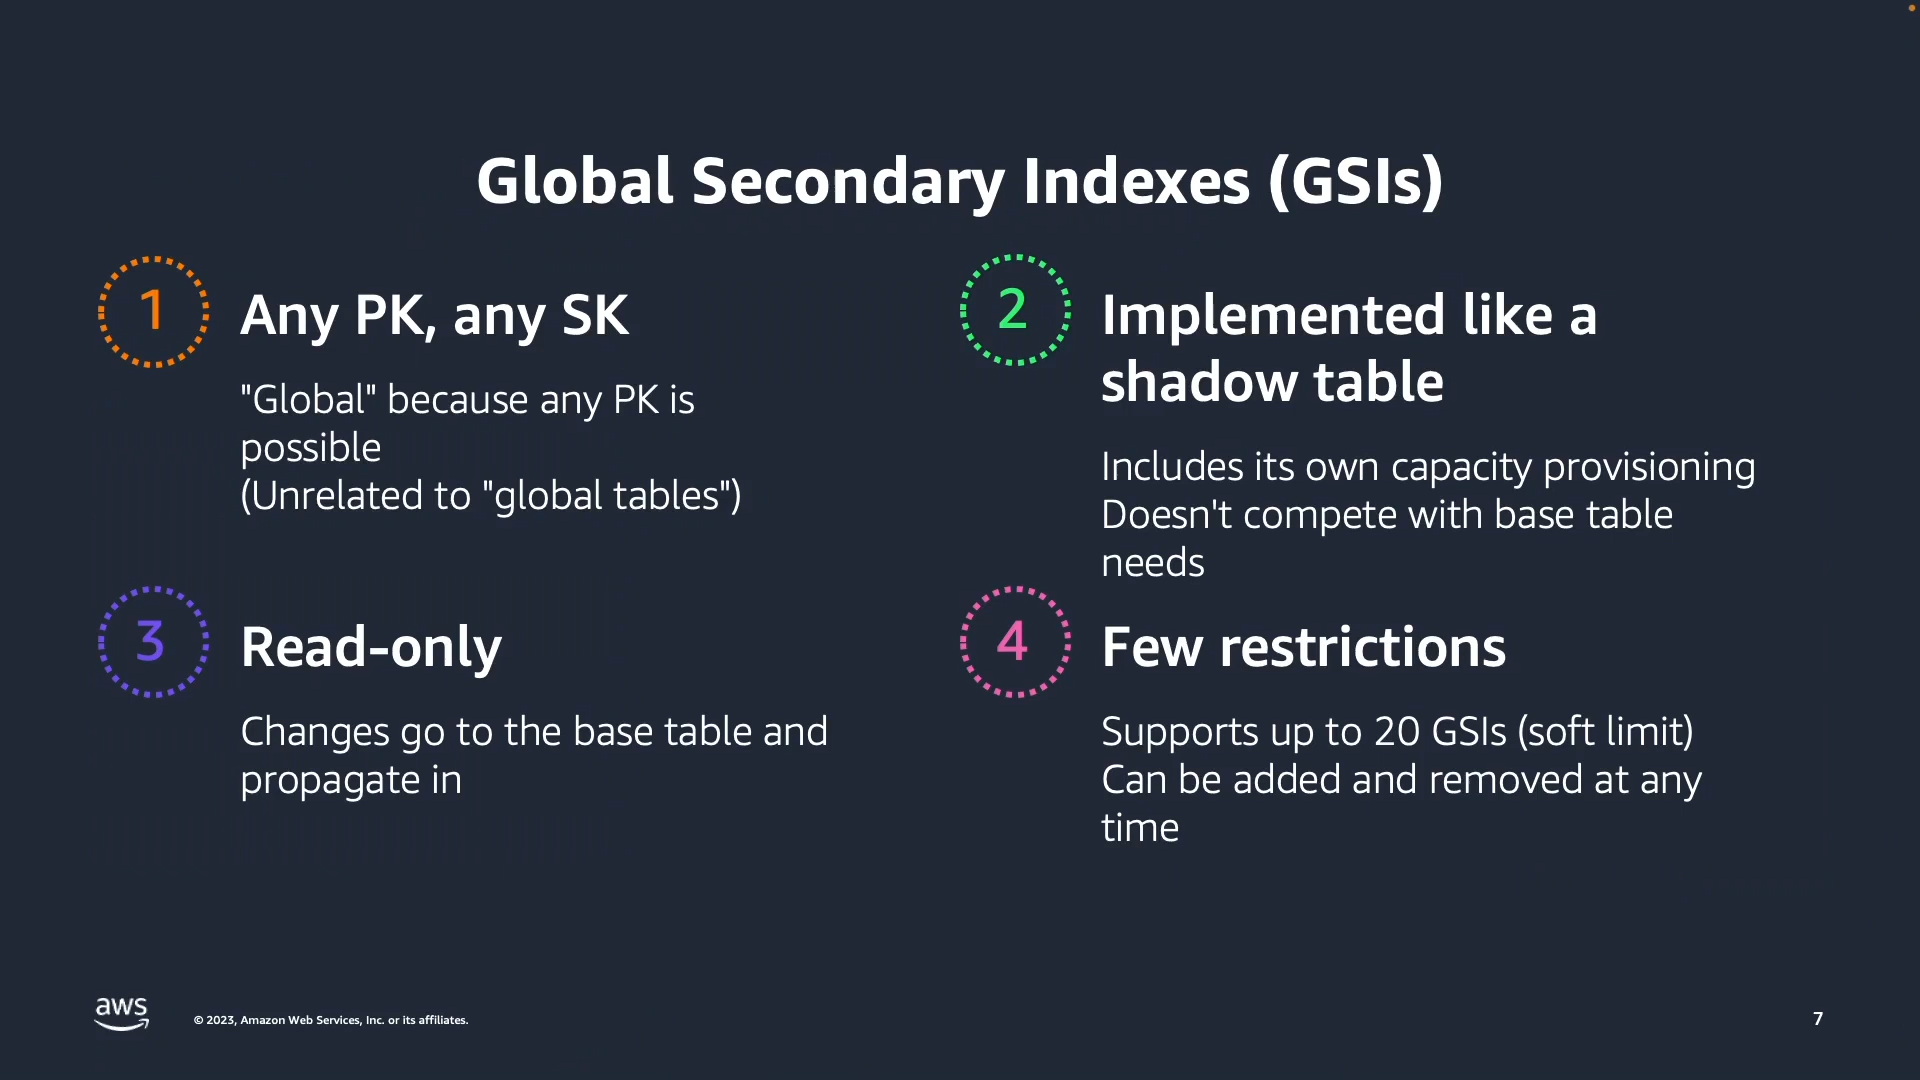 Global Secondary Indexes (GSIs)
1
Any PK, any SK
"Global" because any PK is
possible
(Unrelated to "global tables")
2
Implemented like a
shadow table
Includes its own capacity provisioning
Doesn't compete with base table
needs
3
Read-only
Changes go to the base table and
propagate in
4
Few restrictions
Supports up to 20 GSIs (soft limit)
Can be added and removed at any
time
aws
© 2023, Amazon Web Services, Inc. or its affiliates.
7